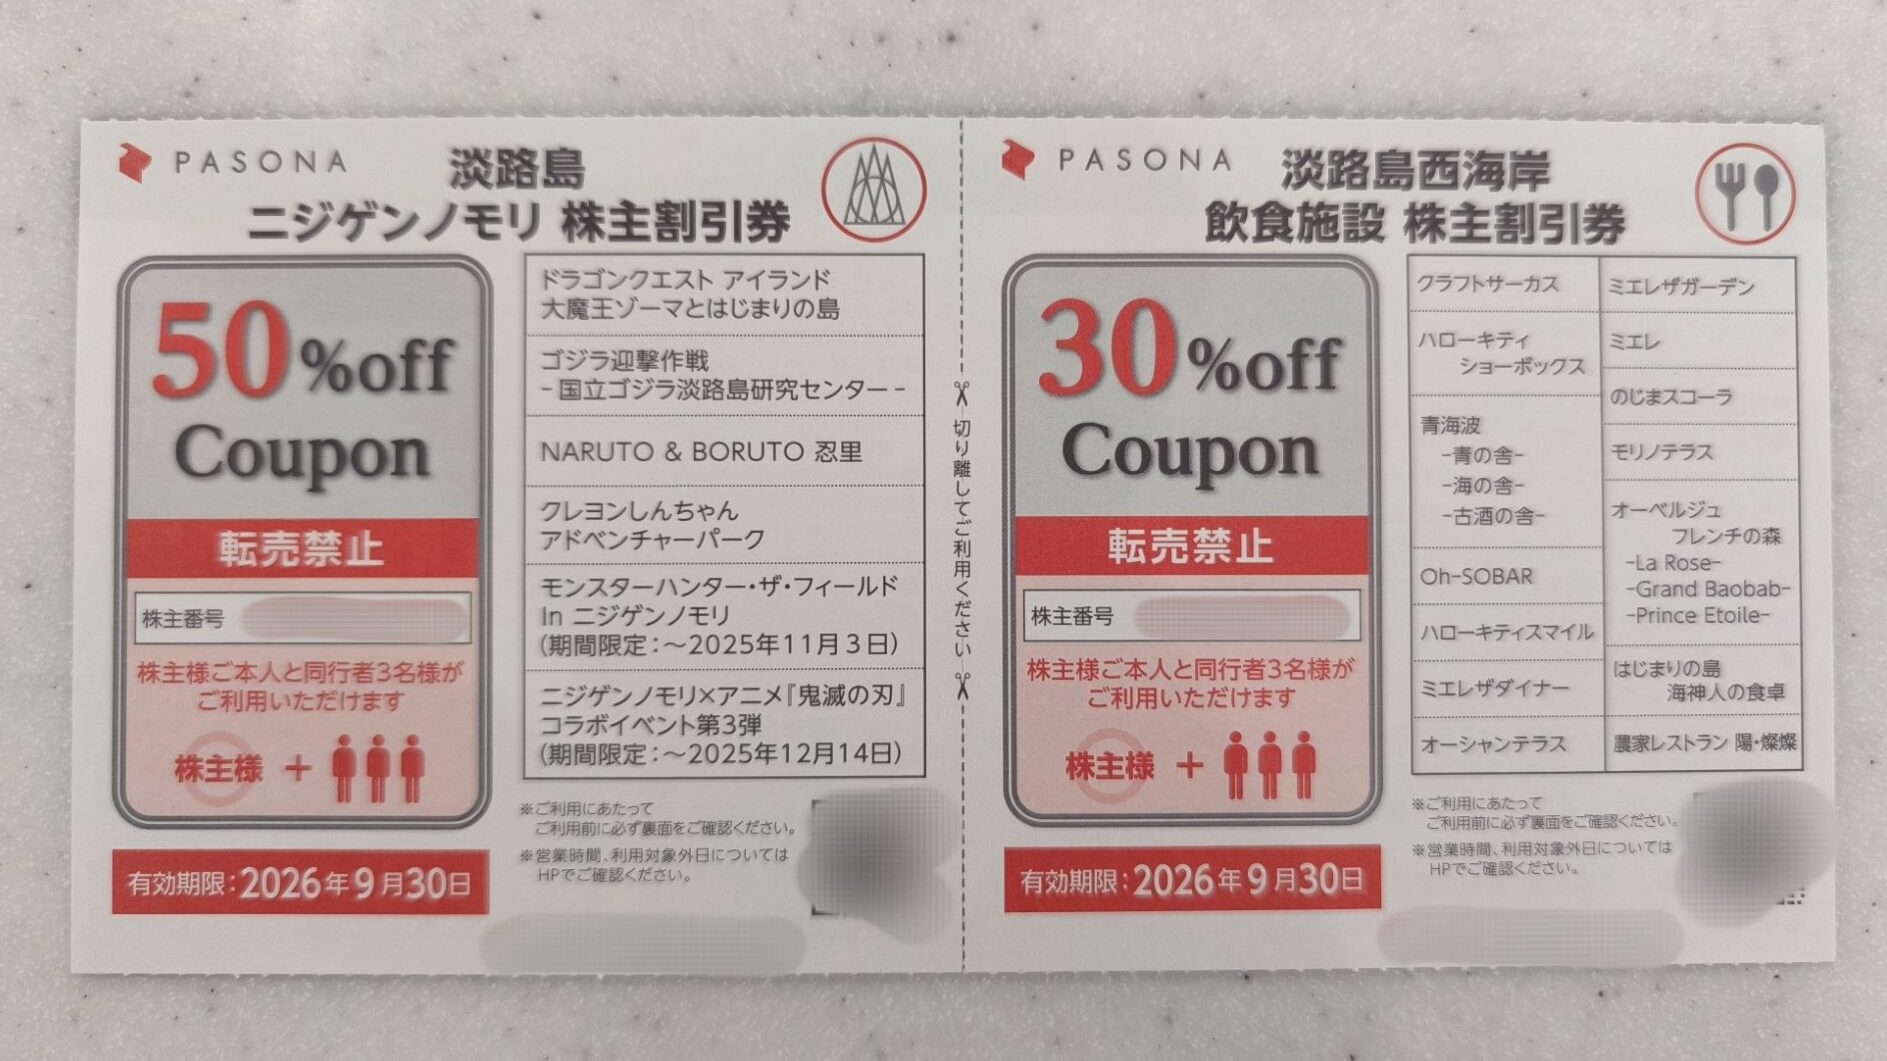 PASONA
淡路島
ニジゲンノモリ 株主割引券
50%off
Coupon
転売禁止
株主番号
株主様ご本人と同行者3名様が
ご利用いただけます
株主様 +
有効期限:2026年9月30日
ドラゴンクエスト アイランド
大魔王ゾーマとはじまりの島
ゴジラ迎撃作戦
- 国立ゴジラ淡路島研究センター -
NARUTO & BORUTO 忍里
クレヨンしんちゃん
アドベンチャーパーク
モンスターハンター・ザ・フィールド
In ニジゲンノモリ
(期間限定:~2025年11月3日)
ニジゲンノモリ×アニメ『鬼滅の刃』
コラボイベント第3弾
(期間限定:~2025年12月14日)
※ご利用にあたって
ご利用前に必ず裏面をご確認ください。
※営業時間、利用対象外日については
HPでご確認ください。
切り離してご利用ください
PASONA
淡路島西海岸
飲食施設 株主割引券
30%off
Coupon
転売禁止
株主番号
株主様ご本人と同行者3名様が
ご利用いただけます
株主様 +
有効期限:2026年9月30日
クラフトサーカス
ハローキティ
ショーボックス
青海波
-青の舎-
-海の舎-
-古酒の舎-
Oh-SOBAR
ハローキティスマイル
ミエレザダイナー
オーシャンテラス
ミエレザガーデン
ミエレ
のじまスコーラ
モリノテラス
オーベルジュ
フレンチの森
-La Rose-
-Grand Baobab-
-Prince Etoile-
はじまりの島
海神人の食卓
農家レストラン 陽・燦燦
※ご利用にあたって
ご利用前に必ず裏面をご確認ください。
※営業時間、利用対象外日については
HPでご確認ください。